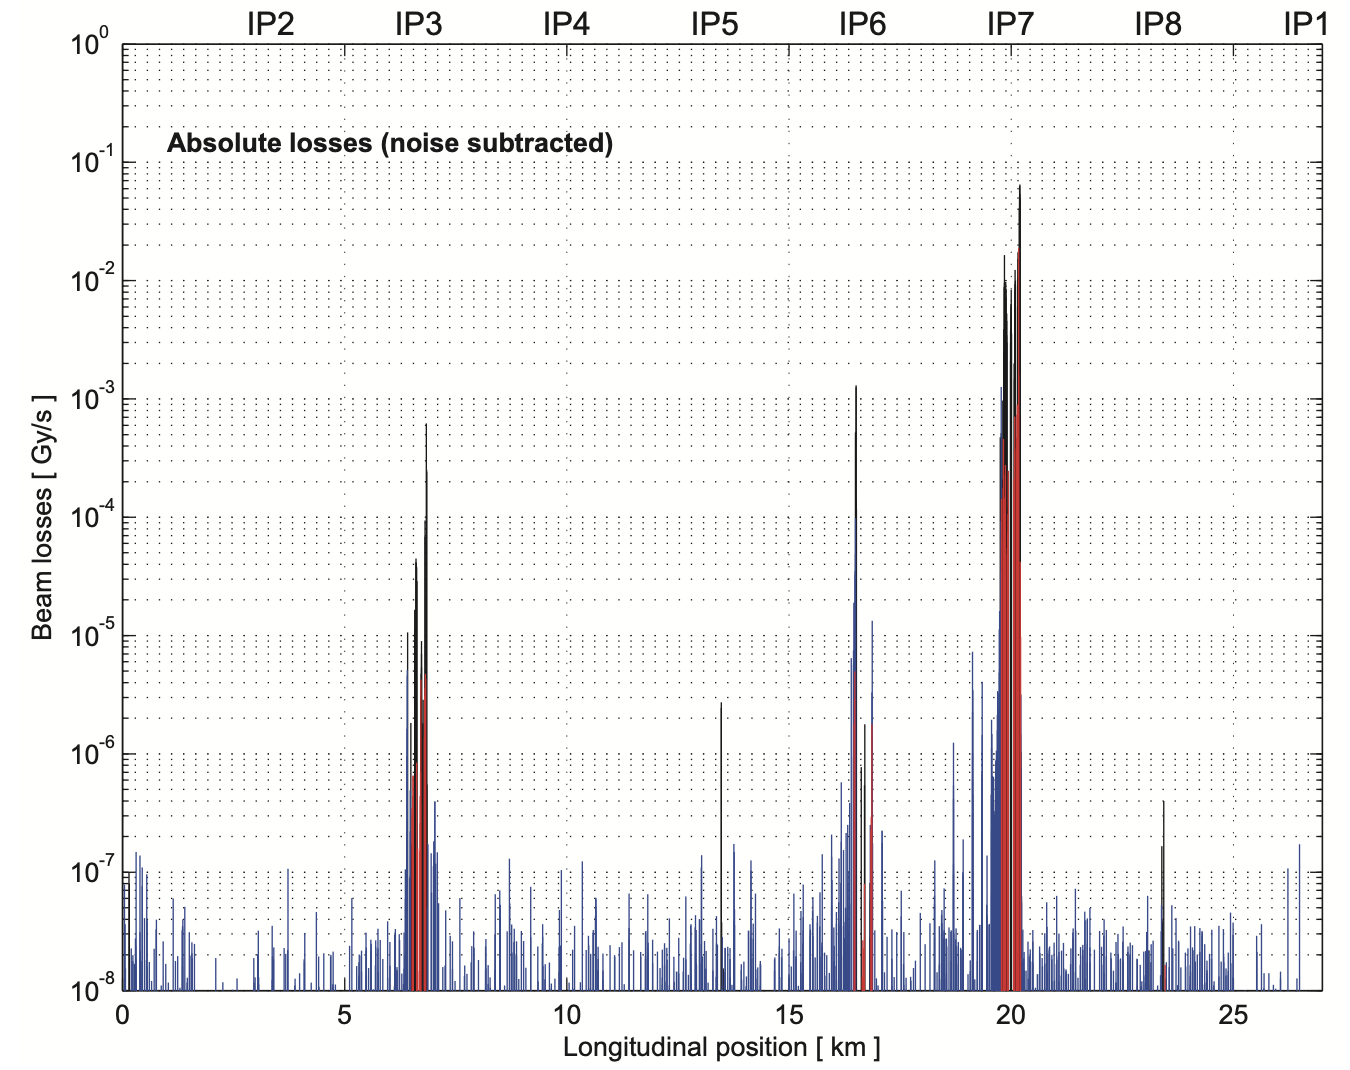 IP2 IP3 IP4 IP5 IP6 IP7 IP8 IP1
10^0
Absolute losses (noise subtracted)
10^-1
10^-2
10^-3
10^-4
10^-5
10^-6
10^-7
10^-8
Beam losses [ Gy/s ]
0 5 10 15 20 25
Longitudinal position [ km ]